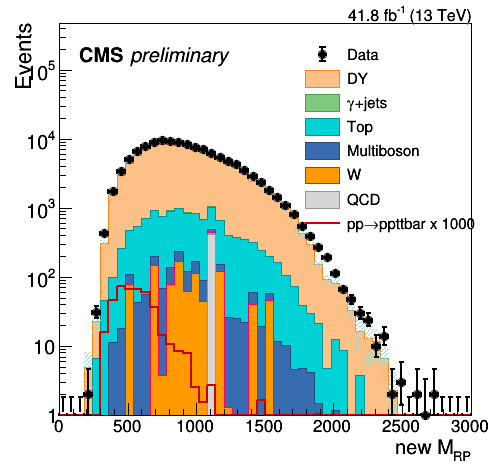 41.8 fb⁻¹ (13 TeV)
Events
CMS preliminary
Data
DY
γ+jets
Top
Multiboson
W
QCD
pp→ppttbar x 1000
10⁵
10⁴
10³
10²
10
1
0 500 1000 1500 2000 2500 3000
new M_RP